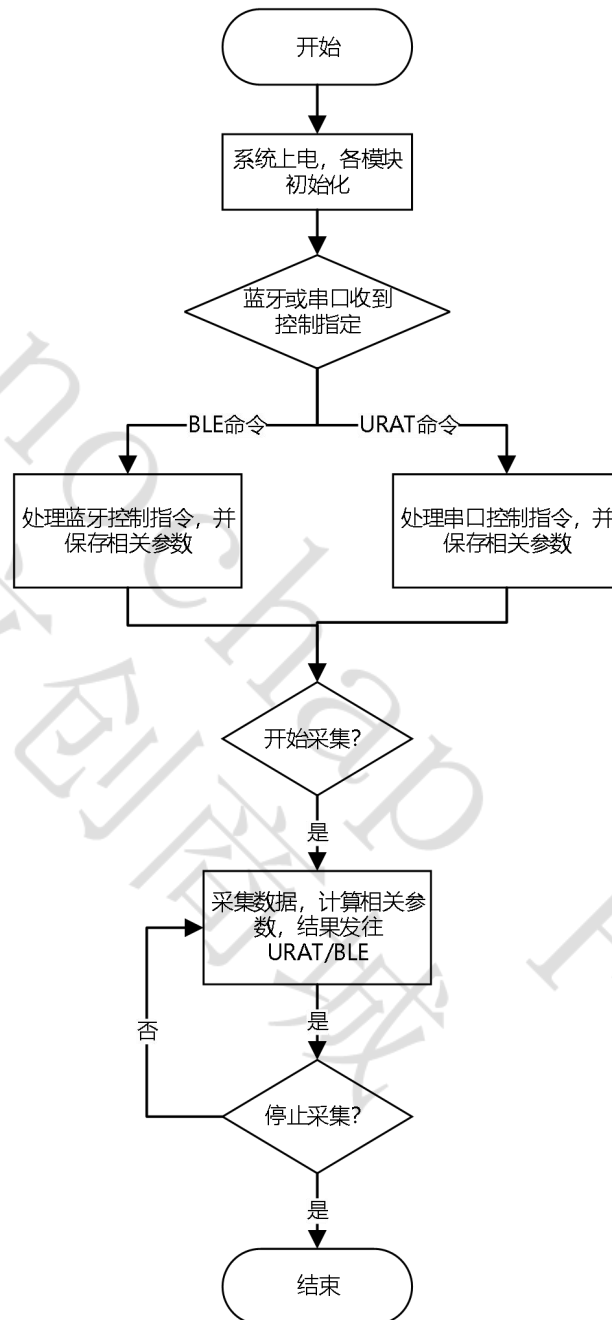 开始
系统上电，各模块
初始化
蓝牙或串口收到
控制指定
BLE命令
URAT命令
处理蓝牙控制指令，并
保存相关参数
处理串口控制指令，并
保存相关参数
开始采集?
是
采集数据，计算相关参
数，结果发往
URAT/BLE
是
否
停止采集?
是
结束
nochap
创商城